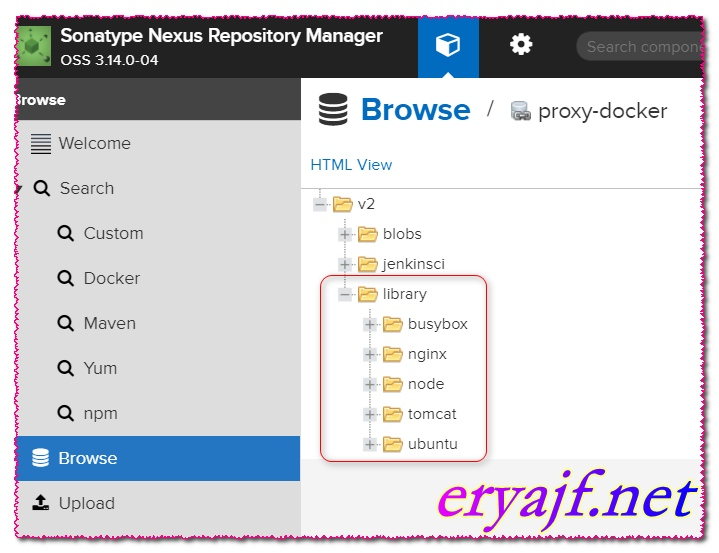 Sonatype Nexus Repository Manager
OSS 3.14.0-04
Search compone
Browse
Browse / proxy-docker
Welcome
HTML View
Search
Custom
Docker
Maven
Yum
npm
Browse
Upload
v2
blobs
jenkinsci
library
busybox
nginx
node
tomcat
ubuntu
eryajf.net